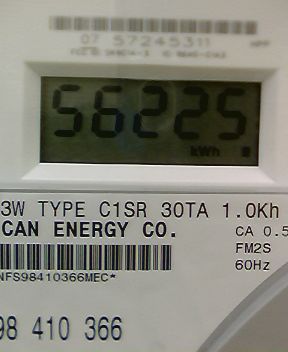 07 57245311
56225
kWh
3W TYPE C1SR 30TA 1.0Kh
CAN ENERGY CO.
CA 0.5
FM2S
60Hz
NFS98410366MEC*
98 410 366